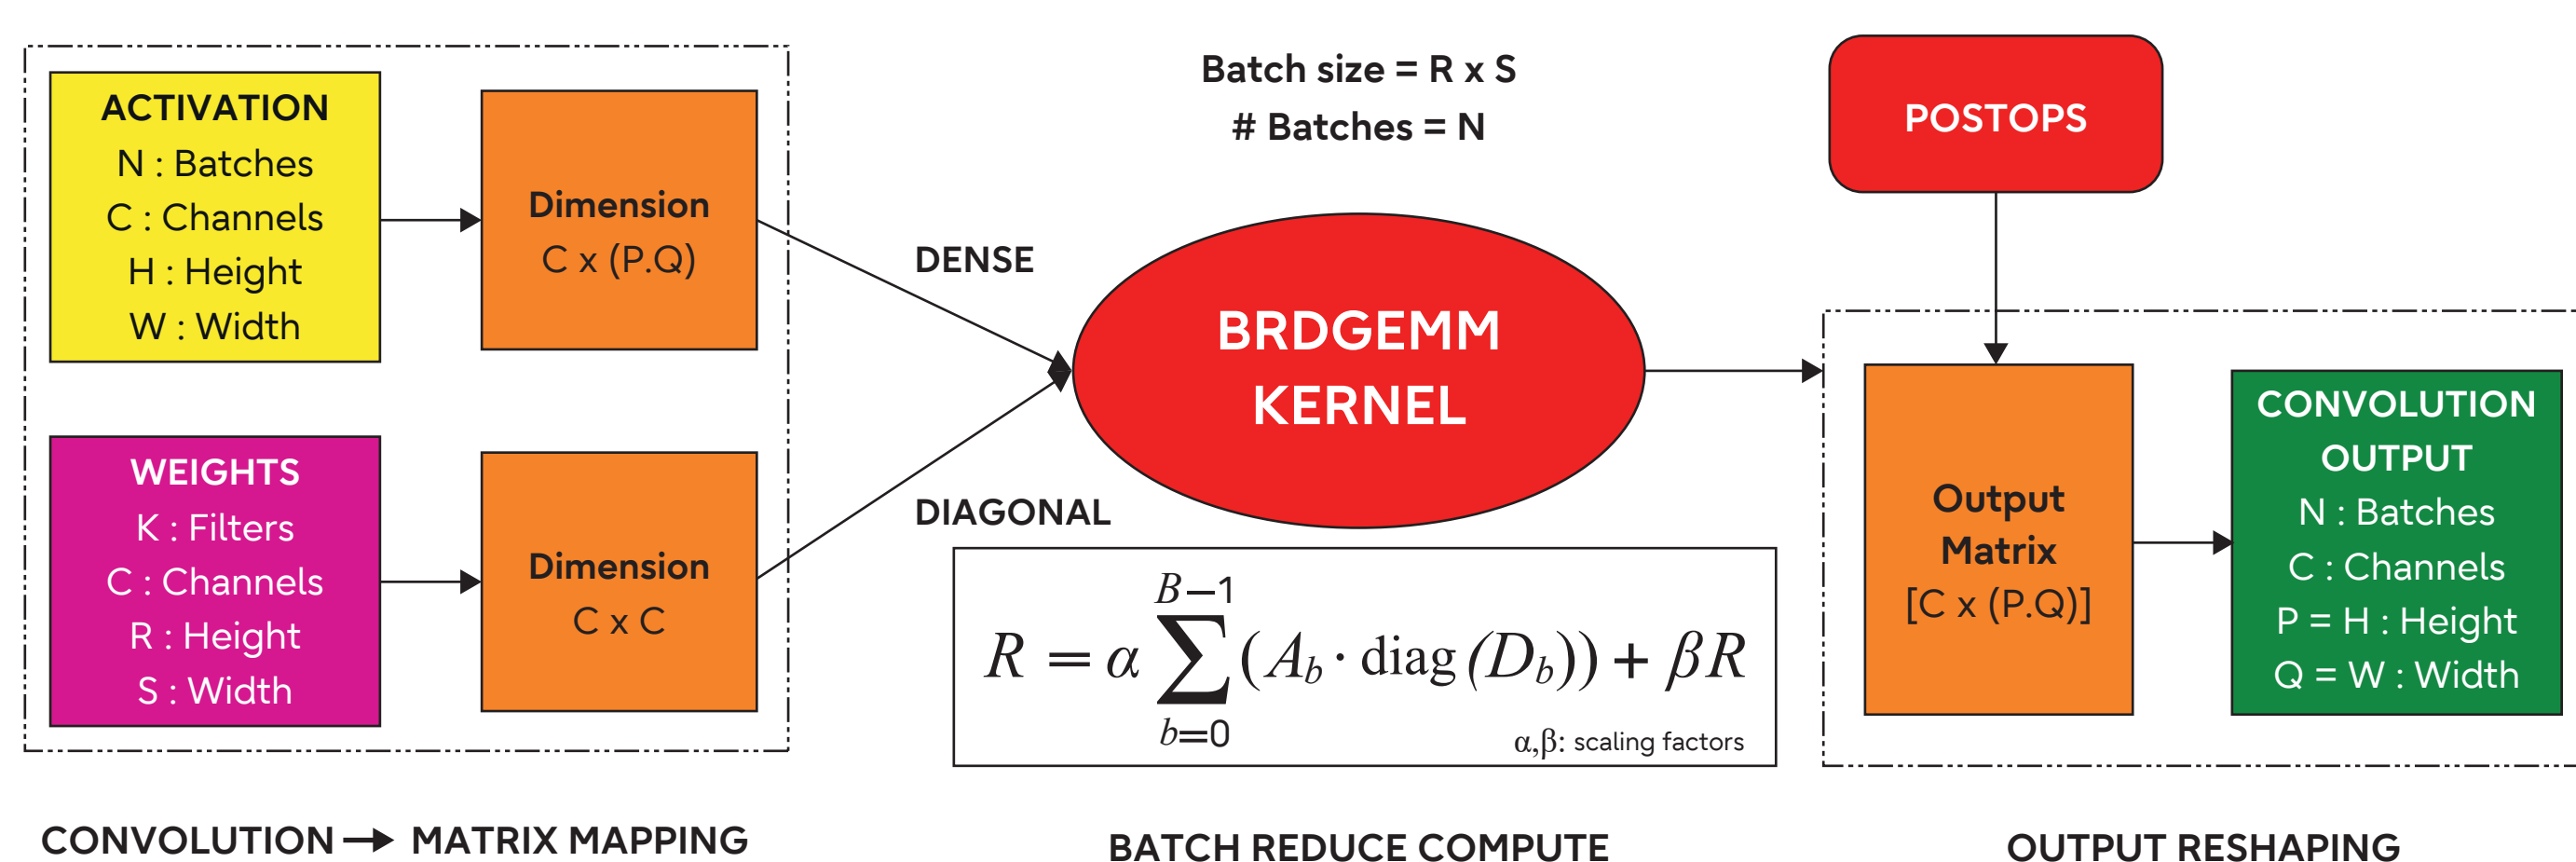 ACTIVATION
N : Batches
C : Channels
H : Height
W : Width
Dimension
C x (P.Q)
WEIGHTS
K : Filters
C : Channels
R : Height
S : Width
Dimension
C x C
CONVOLUTION → MATRIX MAPPING
Batch size = R x S
# Batches = N
DENSE
DIAGONAL
BRDGEMM
KERNEL
B−1
R = α ∑ (A_b · diag (D_b)) + βR
b=0
α,β: scaling factors
BATCH REDUCE COMPUTE
POSTOPS
Output
Matrix
[C x (P.Q)]
CONVOLUTION
OUTPUT
N : Batches
C : Channels
P = H : Height
Q = W : Width
OUTPUT RESHAPING